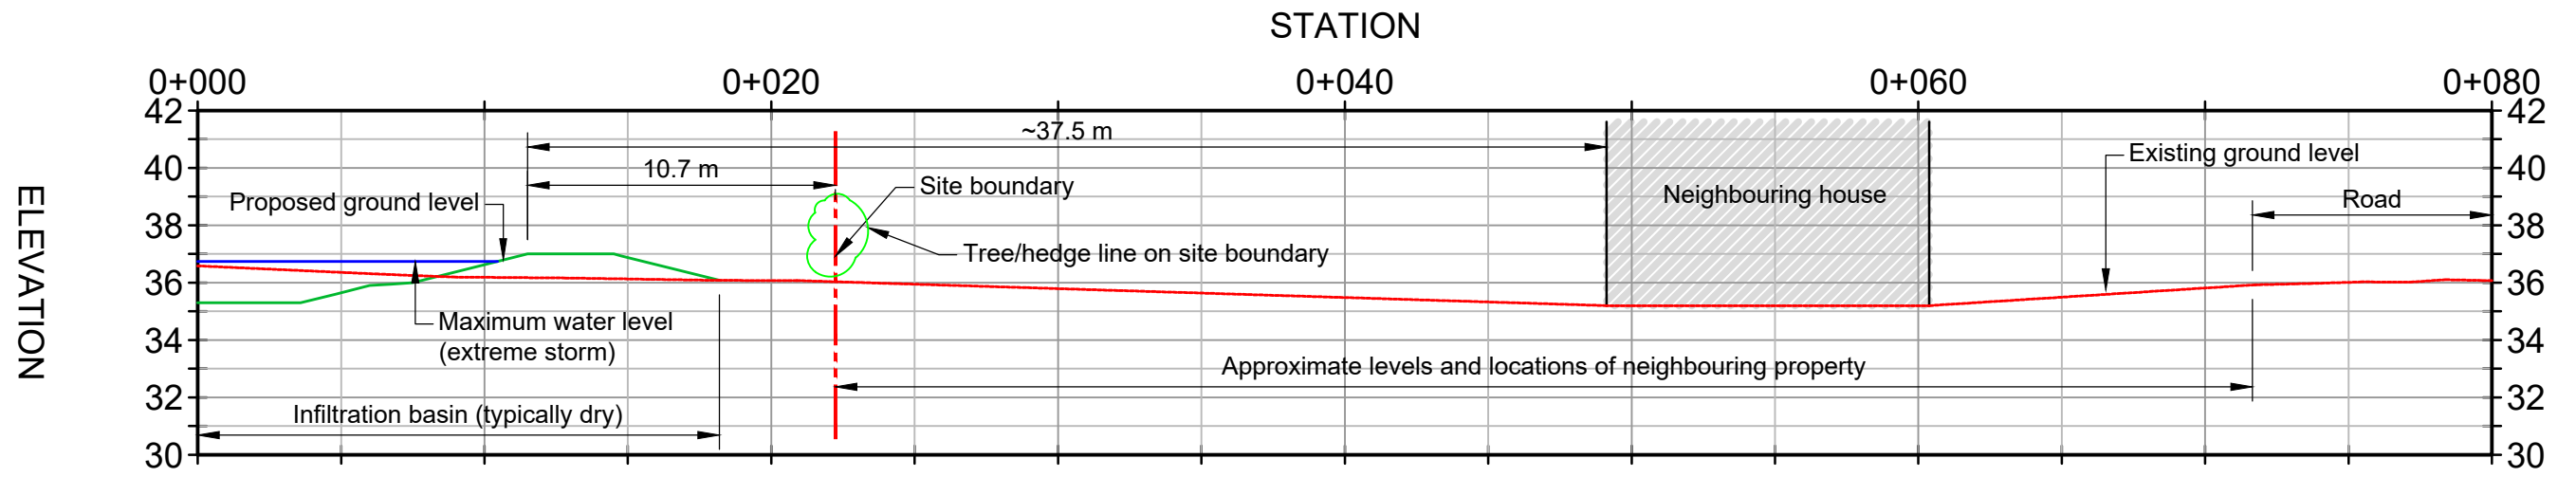 STATION
0+000 0+020 0+040 0+060 0+080
42 42
~37.5 m
Existing ground level
40 10.7 m 40
Site boundary
Neighbouring house
Road
Proposed ground level
38 38
Tree/hedge line on site boundary
ELEVATION
36 36
Maximum water level
(extreme storm)
34 34
Approximate levels and locations of neighbouring property
32 32
Infiltration basin (typically dry)
30 30